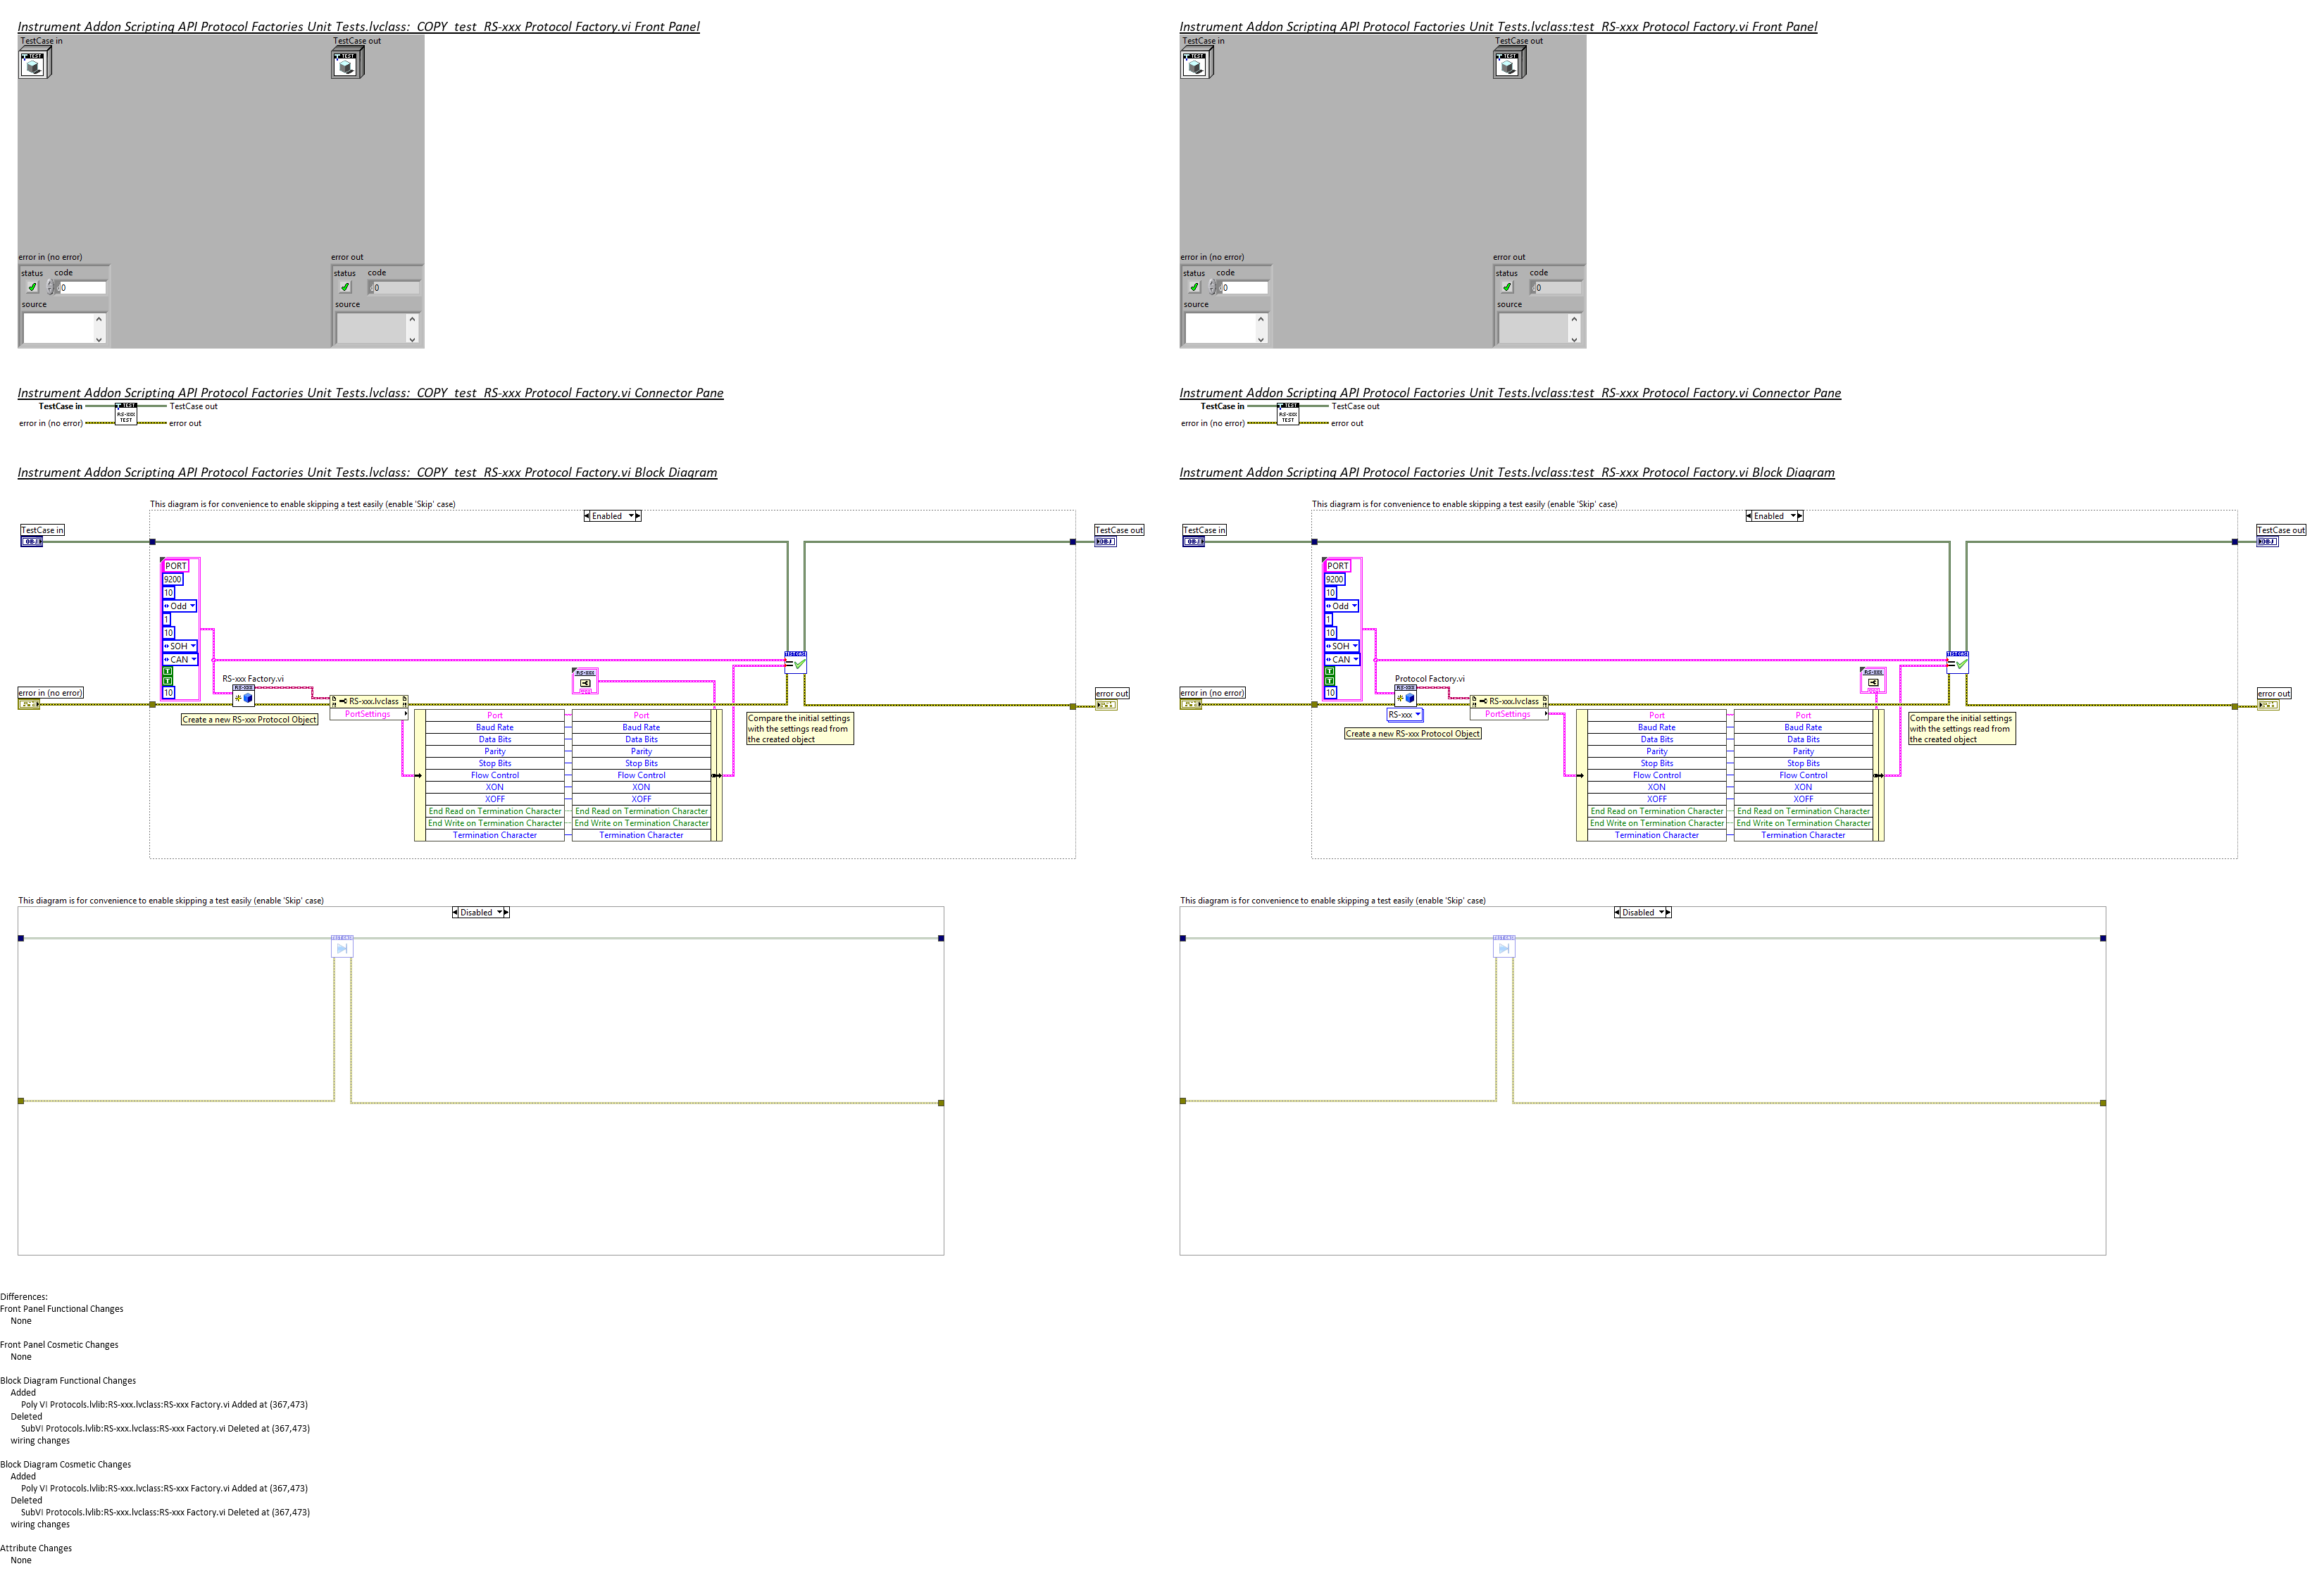 Instrument Addon Scripting API Protocol Factories Unit Tests.lvclass:_COPY_test_RS-xxx Protocol Factory.vi Front Panel
TestCase in
TestCase out
TEST
TEST
error in (no error)
status
code
0
source
error out
status
code
0
source
Instrument Addon Scripting API Protocol Factories Unit Tests.lvclass:_COPY_test_RS-xxx Protocol Factory.vi Connector Pane
TestCase in
TEST
RS-xxx
TEST
TestCase out
error in (no error)
error out
Instrument Addon Scripting API Protocol Factories Unit Tests.lvclass:_COPY_test_RS-xxx Protocol Factory.vi Block Diagram
This diagram is for convenience to enable skipping a test easily (enable 'Skip' case)
Enabled
TestCase in
OBJ
TestCase out
OBJ
PORT
9200
10
Odd
1
10
SOH
CAN
T
T
10
RS-xxx Factory.vi
RS-xxx
Create a new RS-xxx Protocol Object
error in (no error)
RS-xxx.lvclass
PortSettings
RS-xxx
TESTCASE
error out
Port
Port
Baud Rate
Baud Rate
Data Bits
Data Bits
Parity
Parity
Stop Bits
Stop Bits
Flow Control
Flow Control
XON
XON
XOFF
XOFF
End Read on Termination Character
End Read on Termination Character
End Write on Termination Character
End Write on Termination Character
Termination Character
Termination Character
Compare the initial settings
with the settings read from
the created object
This diagram is for convenience to enable skipping a test easily (enable 'Skip' case)
Disabled
Instrument Addon Scripting API Protocol Factories Unit Tests.lvclass:test_RS-xxx Protocol Factory.vi Front Panel
TestCase in
TestCase out
TEST
TEST
error in (no error)
status
code
0
source
error out
status
code
0
source
Instrument Addon Scripting API Protocol Factories Unit Tests.lvclass:test_RS-xxx Protocol Factory.vi Connector Pane
TestCase in
TEST
RS-xxx
TEST
TestCase out
error in (no error)
error out
Instrument Addon Scripting API Protocol Factories Unit Tests.lvclass:test_RS-xxx Protocol Factory.vi Block Diagram
This diagram is for convenience to enable skipping a test easily (enable 'Skip' case)
Enabled
TestCase in
OBJ
TestCase out
OBJ
PORT
9200
10
Odd
1
10
SOH
CAN
T
T
10
Protocol Factory.vi
RS-xxx
RS-xxx
Create a new RS-xxx Protocol Object
error in (no error)
RS-xxx.lvclass
PortSettings
RS-xxx
TESTCASE
error out
Port
Port
Baud Rate
Baud Rate
Data Bits
Data Bits
Parity
Parity
Stop Bits
Stop Bits
Flow Control
Flow Control
XON
XON
XOFF
XOFF
End Read on Termination Character
End Read on Termination Character
End Write on Termination Character
End Write on Termination Character
Termination Character
Termination Character
Compare the initial settings
with the settings read from
the created object
This diagram is for convenience to enable skipping a test easily (enable 'Skip' case)
Disabled
Differences:
Front Panel Functional Changes
None
Front Panel Cosmetic Changes
None
Block Diagram Functional Changes
Added
Poly VI Protocols.lvlib:RS-xxx.lvclass:RS-xxx Factory.vi Added at (367,473)
Deleted
SubVI Protocols.lvlib:RS-xxx.lvclass:RS-xxx Factory.vi Deleted at (367,473)
wiring changes
Block Diagram Cosmetic Changes
Added
Poly VI Protocols.lvlib:RS-xxx.lvclass:RS-xxx Factory.vi Added at (367,473)
Deleted
SubVI Protocols.lvlib:RS-xxx.lvclass:RS-xxx Factory.vi Deleted at (367,473)
wiring changes
Attribute Changes
None